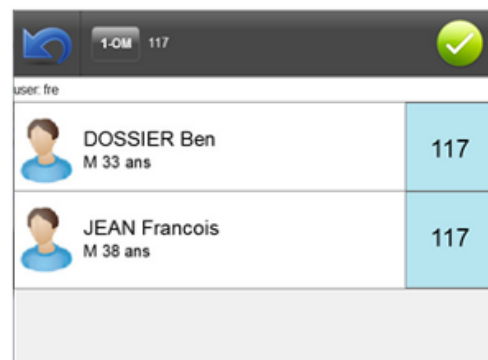 1-OM 117
user: fre
DOSSIER Ben
M 33 ans
117
JEAN Francois
M 38 ans
117